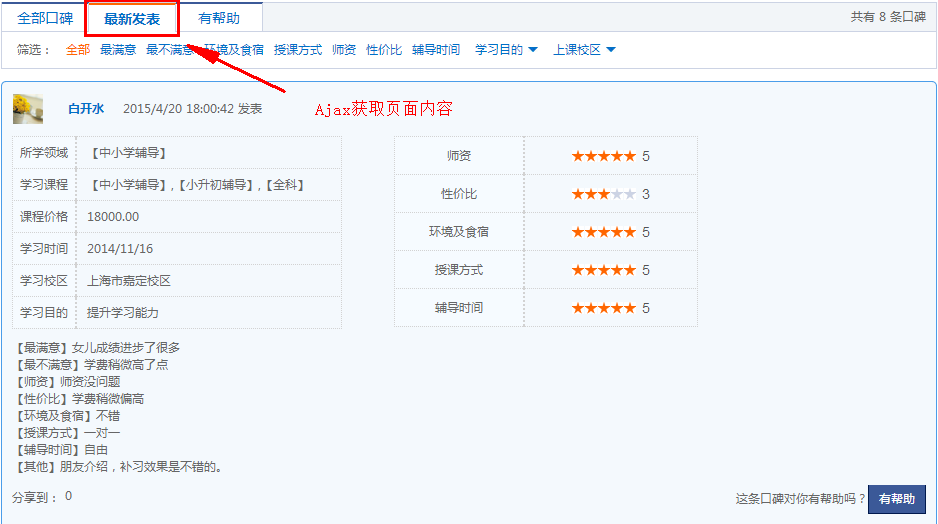 全部口碑 最新发表 有帮助 共有 8 条口碑
筛选： 全部 最满意 最不满意 环境及食宿 授课方式 师资 性价比 辅导时间 学习目的 上课校区
白开水 2015/4/20 18:00:42 发表
Ajax获取页面内容
所学领域 【中小学辅导】
学习课程 【中小学辅导】,【小升初辅导】,【全科】
课程价格 18000.00
学习时间 2014/11/16
学习校区 上海市嘉定校区
学习目的 提升学习能力
师资 5
性价比 3
环境及食宿 5
授课方式 5
辅导时间 5
【最满意】女儿成绩进步了很多
【最不满意】学费稍微高了点
【师资】师资没问题
【性价比】学费稍微偏高
【环境及食宿】不错
【授课方式】一对一
【辅导时间】自由
【其他】朋友介绍，补习效果是不错的。
分享到： 0 这条口碑对你有帮助吗？ 有帮助